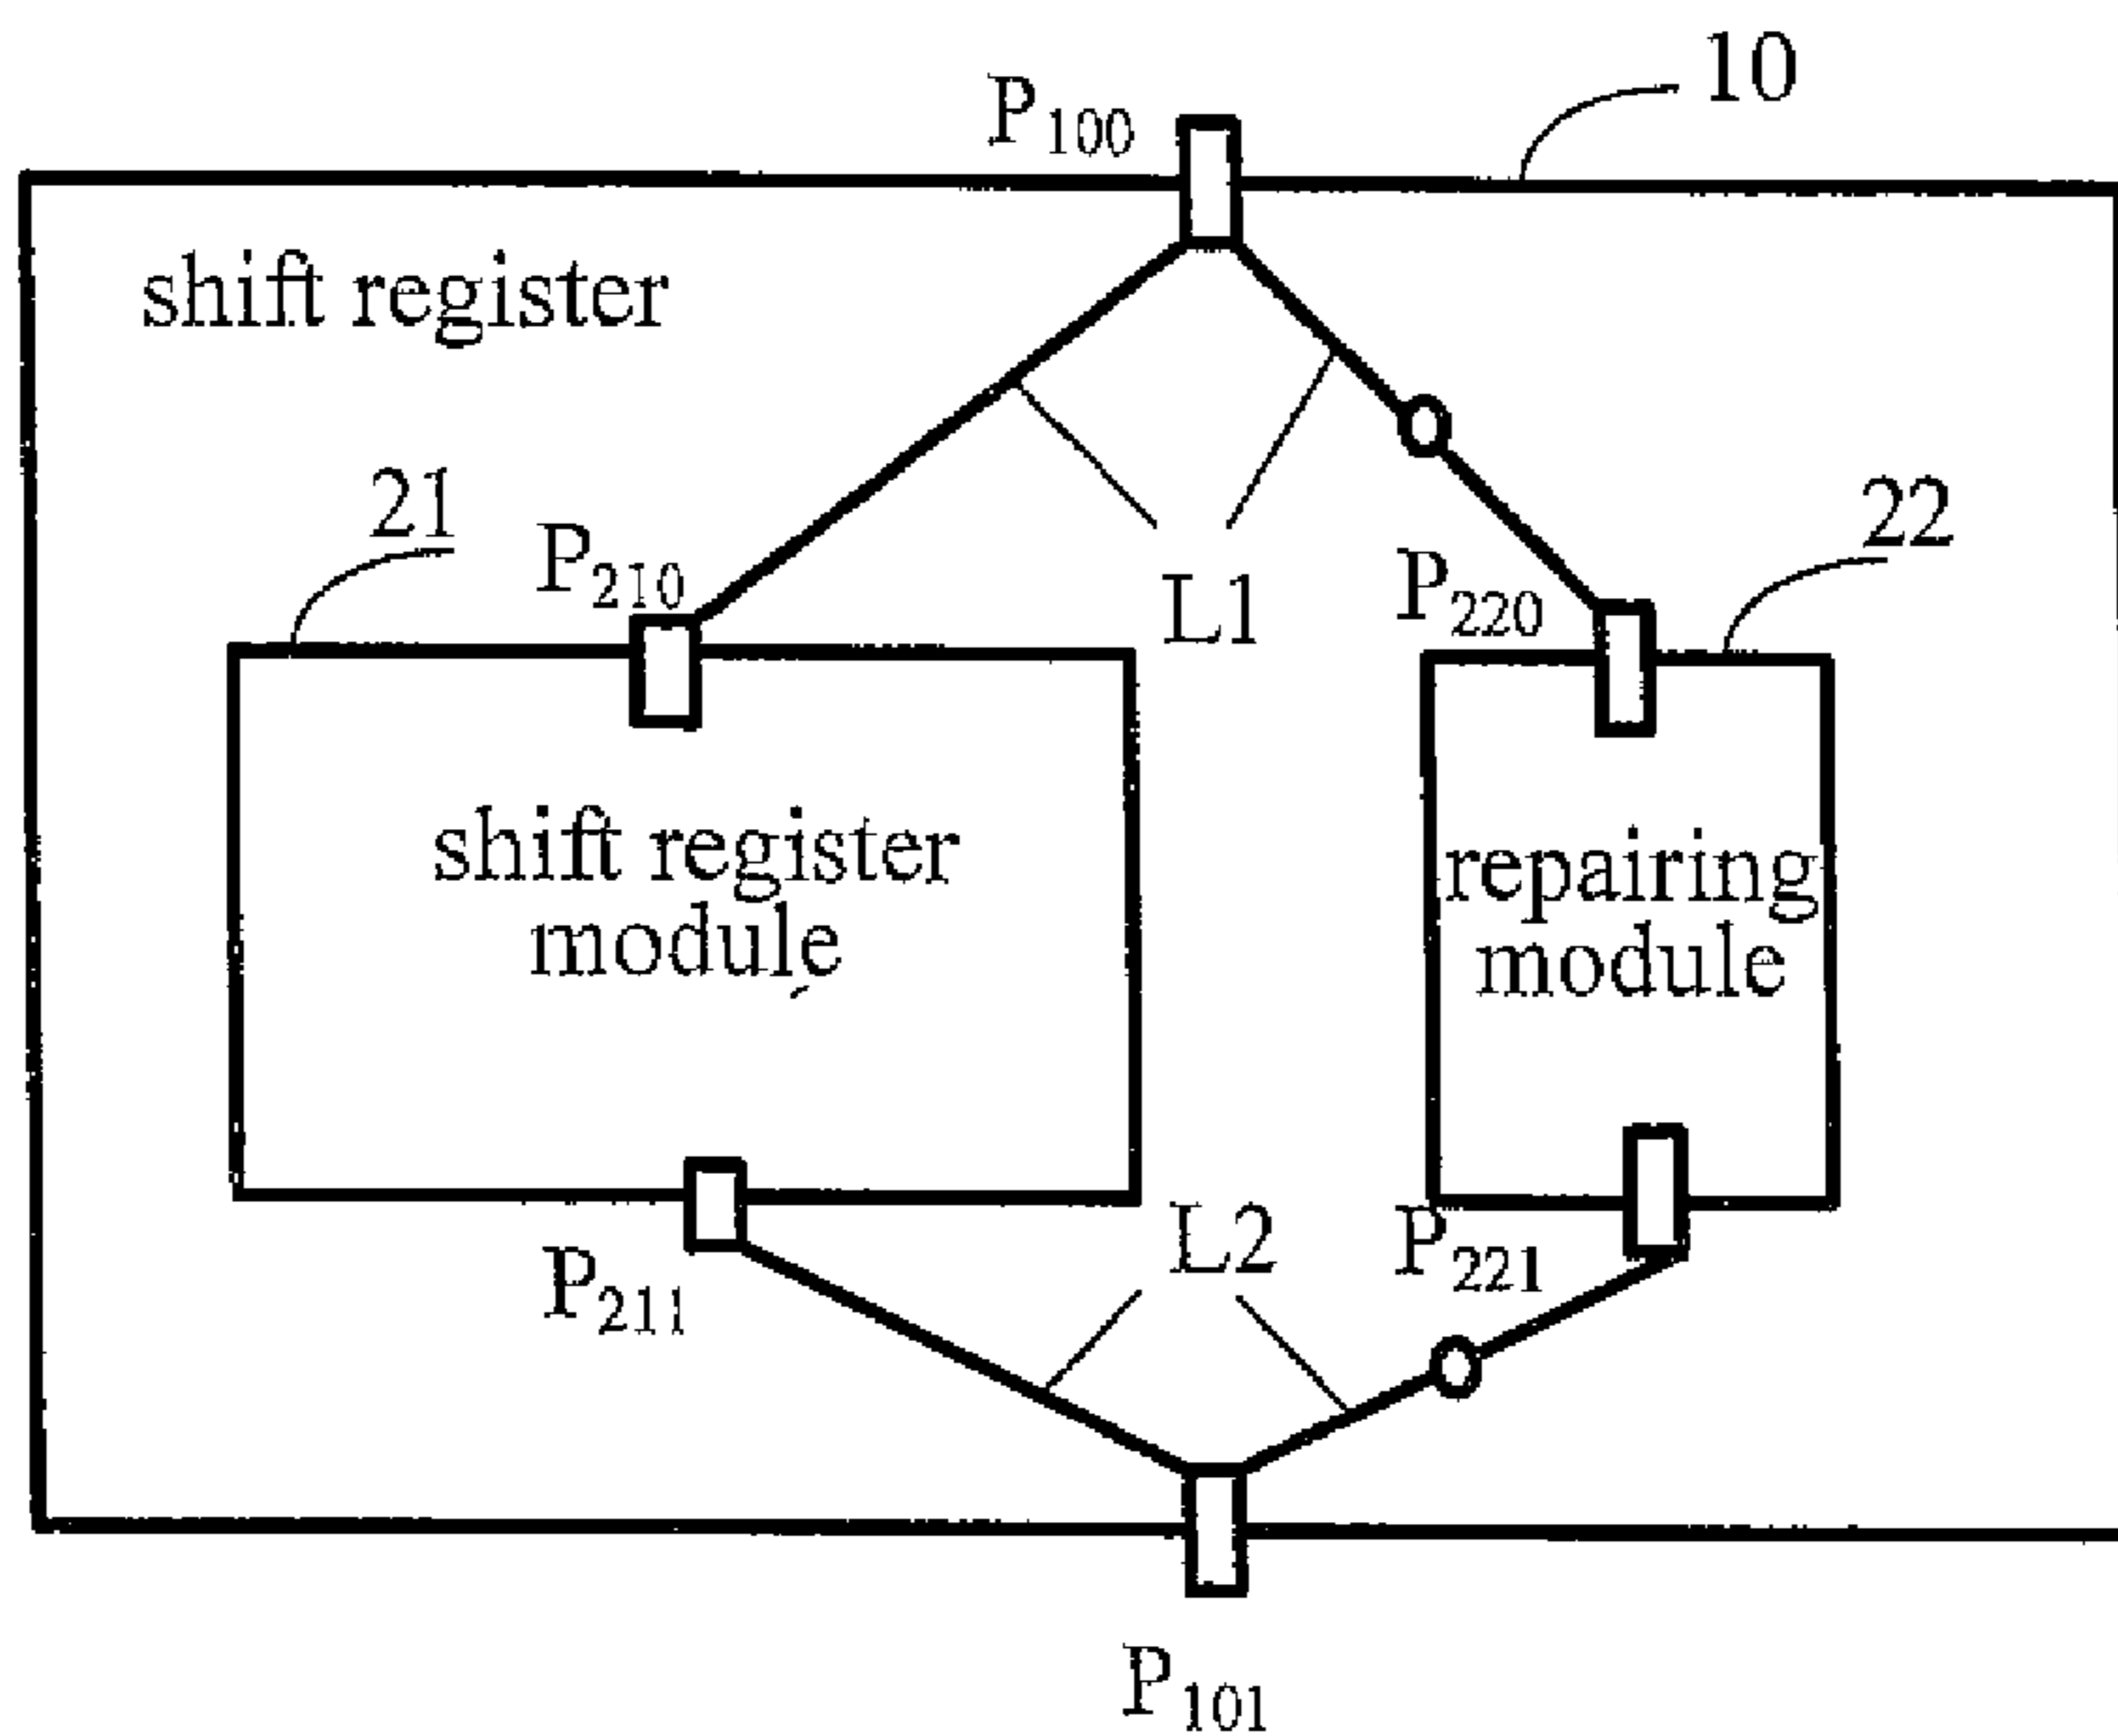 10
P100
shift register
21
P210
L1
P220
22
shift register
module
repairing
module
P211
L2
P221
P101